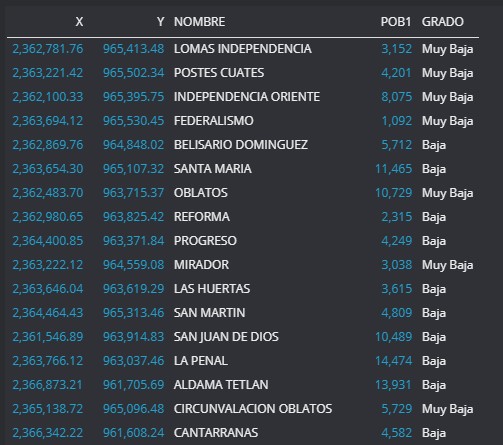 X Y NOMBRE POB1 GRADO
2,362,781.76 965,413.48 LOMAS INDEPENDENCIA 3,152 Muy Baja
2,363,221.42 965,502.34 POSTES CUATES 4,201 Muy Baja
2,362,100.33 965,395.75 INDEPENDENCIA ORIENTE 8,075 Muy Baja
2,363,694.12 965,530.45 FEDERALISMO 1,092 Muy Baja
2,362,869.76 964,848.02 BELISARIO DOMINGUEZ 5,712 Baja
2,363,654.30 965,107.32 SANTA MARIA 11,465 Baja
2,362,483.70 963,715.37 OBLATOS 10,729 Muy Baja
2,362,980.65 963,825.42 REFORMA 2,315 Baja
2,364,400.85 963,371.84 PROGRESO 4,249 Baja
2,363,222.12 964,559.08 MIRADOR 3,038 Muy Baja
2,363,646.04 963,619.29 LAS HUERTAS 3,615 Baja
2,364,464.43 965,313.46 SAN MARTIN 4,809 Baja
2,361,546.89 963,914.83 SAN JUAN DE DIOS 10,489 Baja
2,363,766.12 963,037.46 LA PENAL 14,474 Baja
2,366,873.21 961,705.69 ALDAMA TETLAN 13,931 Baja
2,365,138.72 965,096.48 CIRCUNVALACION OBLATOS 5,729 Muy Baja
2,366,342.22 961,608.24 CANTARRANAS 4,582 Baja